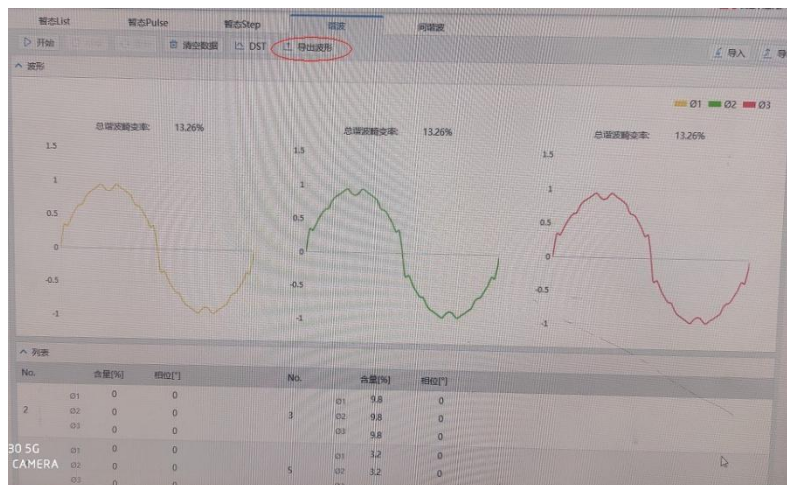 暂态List 暂态Pulse 暂态Step 谐波 间谐波
开始 清空数据 DST 导出波形 导入
波形
Ø1 Ø2 Ø3
总谐波畸变率: 13.26% 总谐波畸变率: 13.26% 总谐波畸变率: 13.26%
1.5 1.5 1.5
1 1 1
0.5 0.5 0.5
0 0 0
-0.5 -0.5 -0.5
-1 -1 -1
列表
No. 含量[%] 相位[°] No. 含量[%] 相位[°]
Ø1 0 0 Ø1 9.8 0
2 Ø2 0 0 3 Ø2 9.8 0
Ø3 0 0 Ø3 9.8 0
Ø1 0 0 Ø1 3.2 0
Ø2 0 0 5 Ø2 3.2 0
Ø3 0 0
30 5G
CAMERA